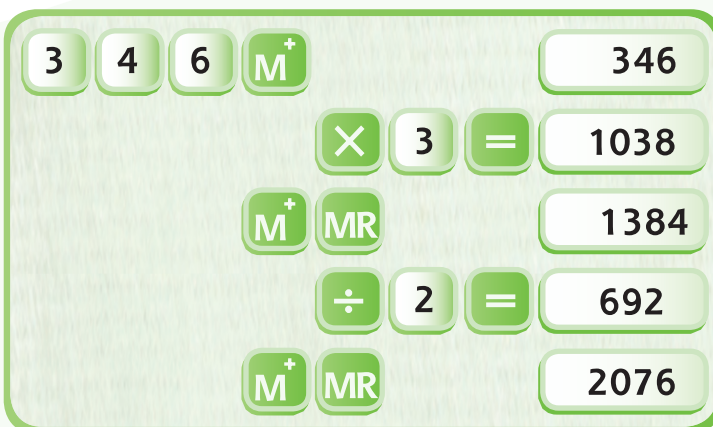 3 4 6 M+ 346
× 3 = 1038
M+ MR 1384
÷ 2 = 692
M+ MR 2076